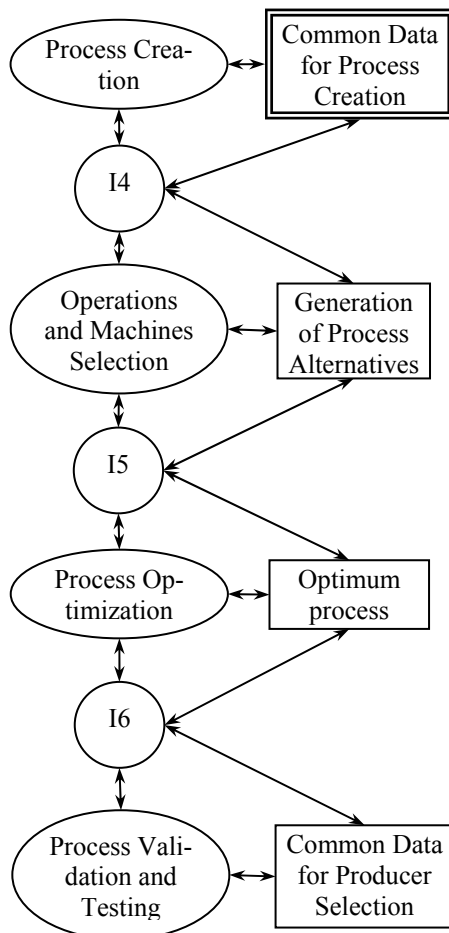 Process Crea-
tion
Common Data
for Process
Creation
I4
Operations
and Machines
Selection
Generation
of Process
Alternatives
I5
Process Op-
timization
Optimum
process
I6
Process Vali-
dation and
Testing
Common Data
for Producer
Selection